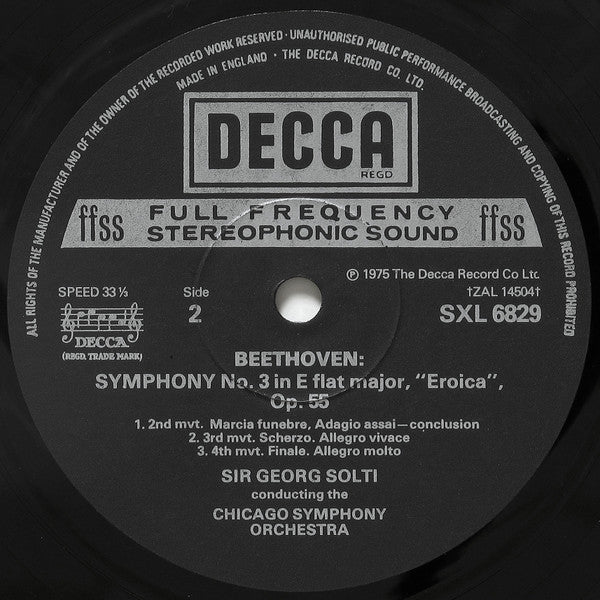 ALL RIGHTS OF THE MANUFACTURER AND OF THE OWNER OF THE RECORDED WORK RESERVED · UNAUTHORISED PUBLIC PERFORMANCE BROADCASTING AND COPYING OF THIS RECORD PROHIBITED
MADE IN ENGLAND · THE DECCA RECORD CO. LTD.
DECCA
REGD
ffss FULL FREQUENCY STEREOPHONIC SOUND ffss
℗ 1975 The Decca Record Co Ltd.
SPEED 33⅓
Side
2
†ZAL 14504†
SXL 6829
DECCA
(REGD. TRADE MARK)
BEETHOVEN:
SYMPHONY No. 3 in E flat major, “Eroica”,
Op. 55
1. 2nd mvt. Marcia funebre, Adagio assai—conclusion
2. 3rd mvt. Scherzo. Allegro vivace
3. 4th mvt. Finale. Allegro molto
SIR GEORG SOLTI
conducting the
CHICAGO SYMPHONY
ORCHESTRA